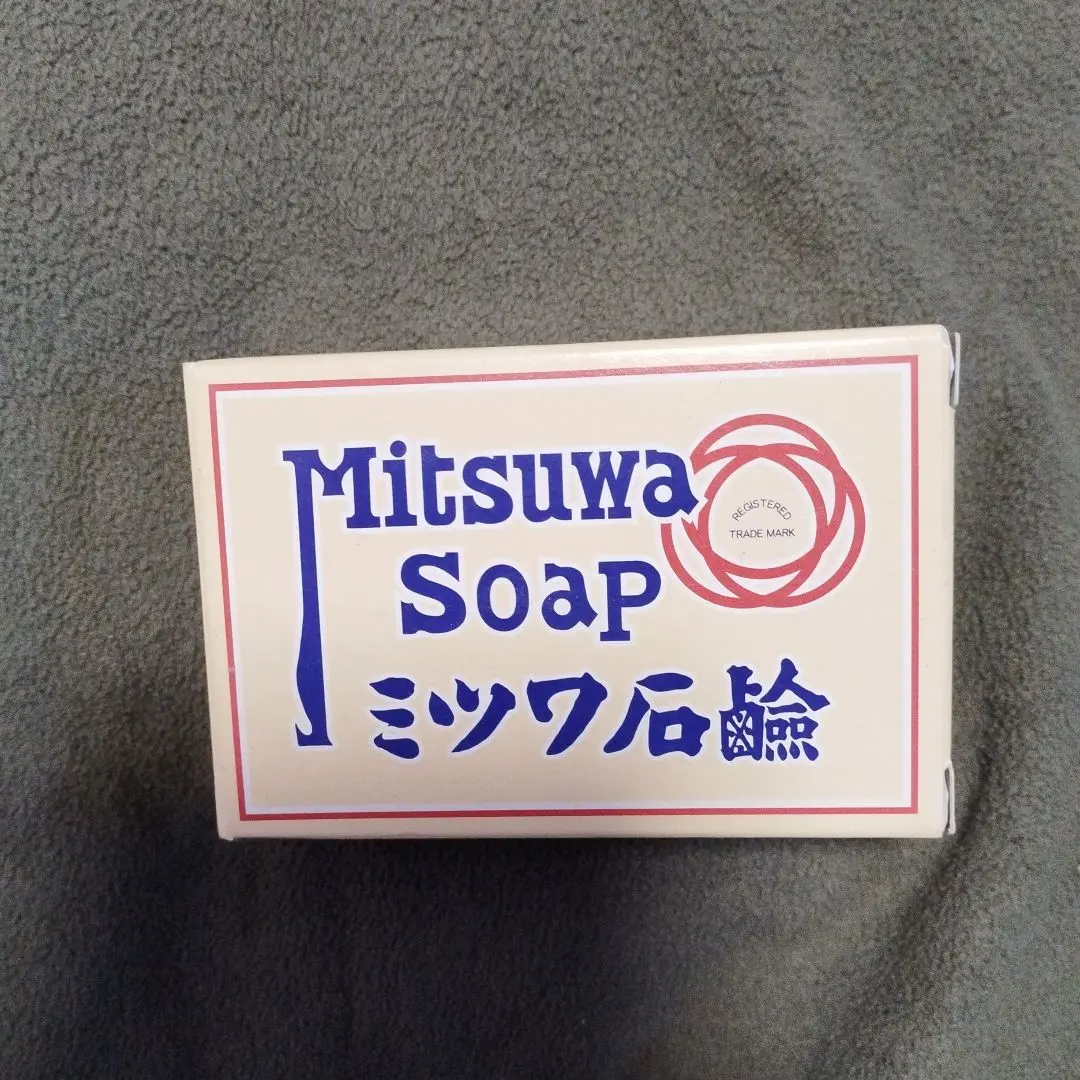 Mitsuwa
Soap
ミツワ石鹸
REGISTERED
TRADE MARK